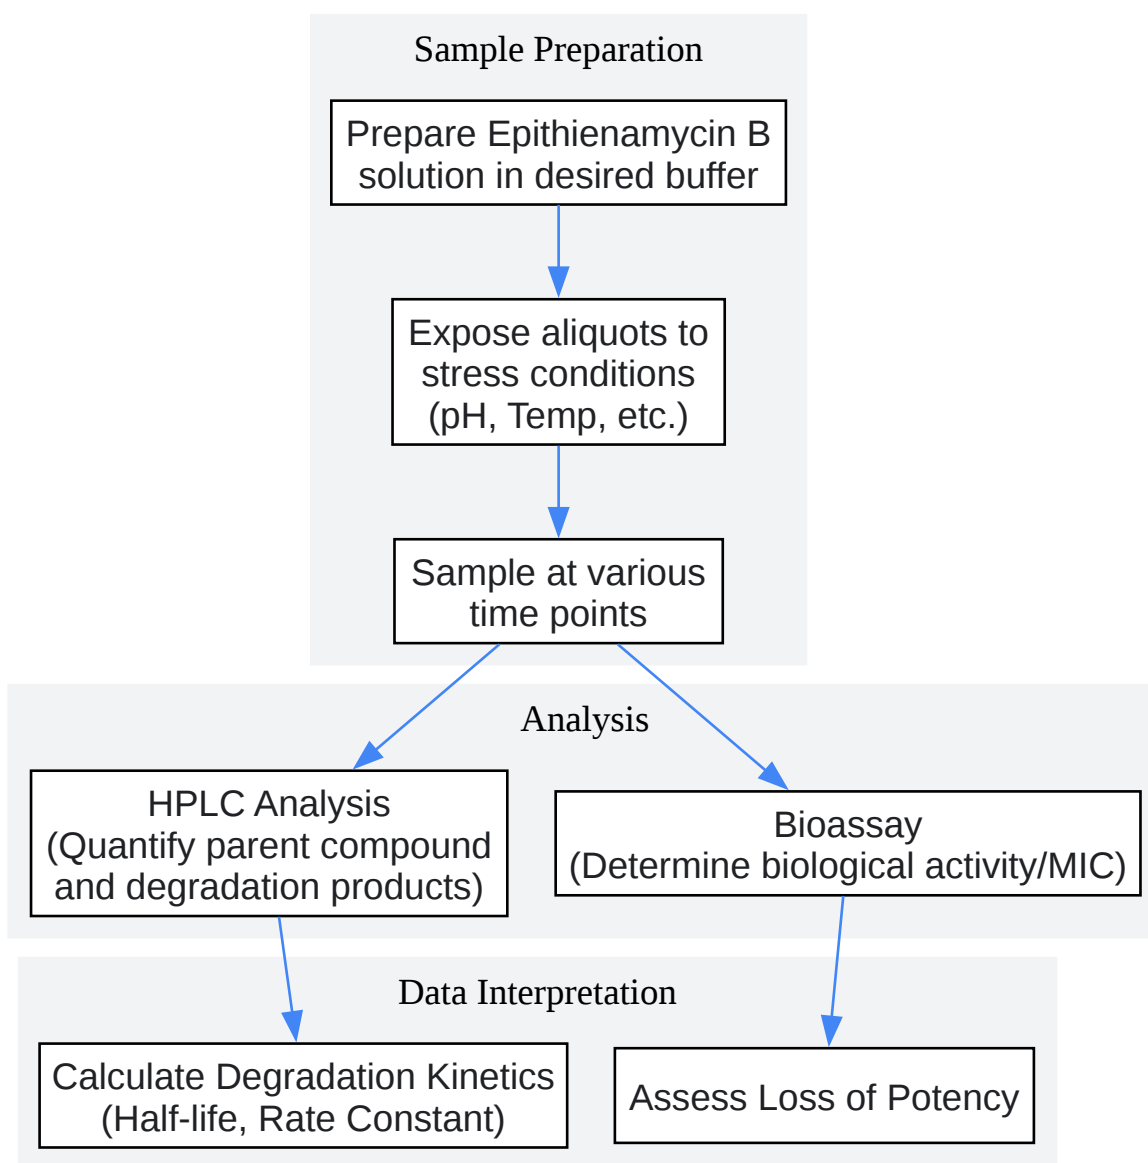 Sample Preparation
Prepare Epithienamycin B
solution in desired buffer
Expose aliquots to
stress conditions
(pH, Temp, etc.)
Sample at various
time points
Analysis
HPLC Analysis
(Quantify parent compound
and degradation products)
Bioassay
(Determine biological activity/MIC)
Data Interpretation
Calculate Degradation Kinetics
(Half-life, Rate Constant)
Assess Loss of Potency